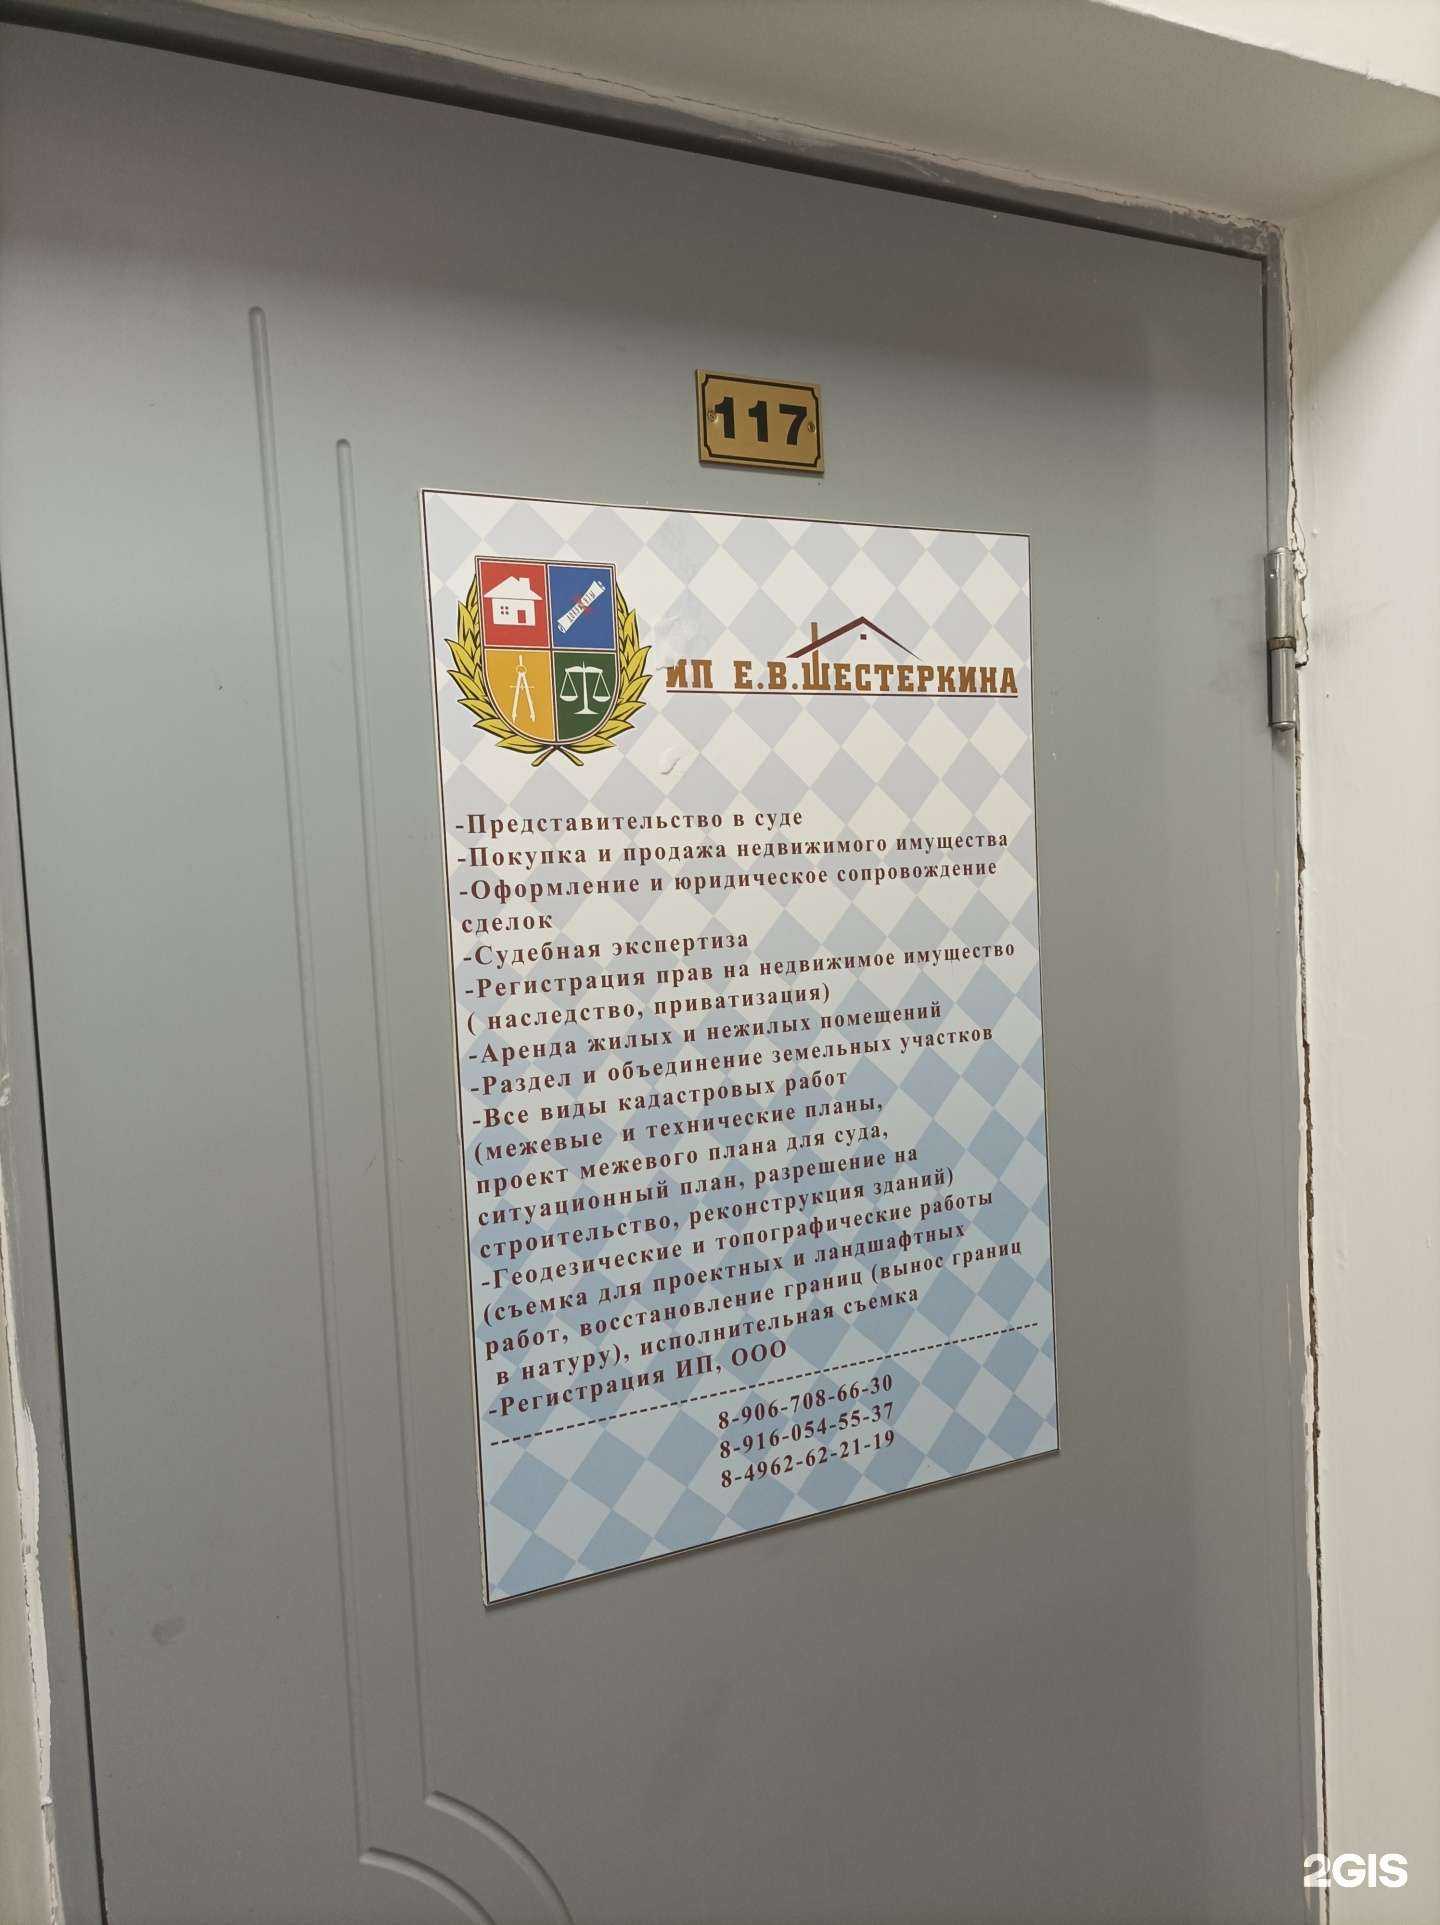 117
ИП Е.В.ШЕСТЕРКИНА
-Представительство в суде
-Покупка и продажа недвижимого имущества
-Оформление и юридическое сопровождение
сделок
-Судебная экспертиза
-Регистрация прав на недвижимое имущество
( наследство, приватизация)
-Аренда жилых и нежилых помещений
-Раздел и объединение земельных участков
-Все виды кадастровых работ
(межевые и технические планы,
проект межевого плана для суда,
ситуационный план, разрешение на
строительство, реконструкция зданий)
-Геодезические и топографические работы
(съемка для проектных и ландшафтных
работ, восстановление границ (вынос границ
в натуру), исполнительная съемка
-Регистрация ИП, ООО
8-906-708-66-30
8-916-054-55-37
8-4962-62-21-19
2GIS